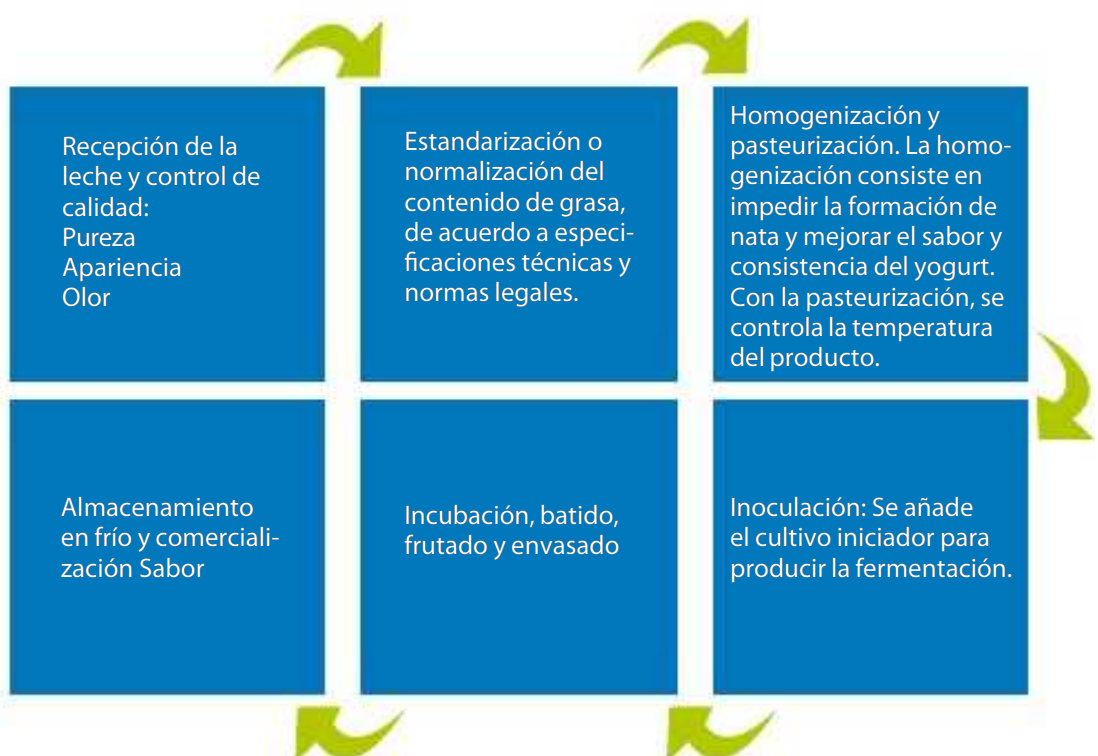 Recepción de la
leche y control de
calidad:
Pureza
Apariencia
Olor
Estandarización o
normalización del
contenido de grasa,
de acuerdo a especi-
ficaciones técnicas y
normas legales.
Homogenización y
pasteurización. La homo-
genización consiste en
impedir la formación de
nata y mejorar el sabor y
consistencia del yogurt.
Con la pasteurización, se
controla la temperatura
del producto.
Inoculación: Se añade
el cultivo iniciador para
producir la fermentación.
Incubación, batido,
frutado y envasado
Almacenamiento
en frío y comerciali-
zación Sabor